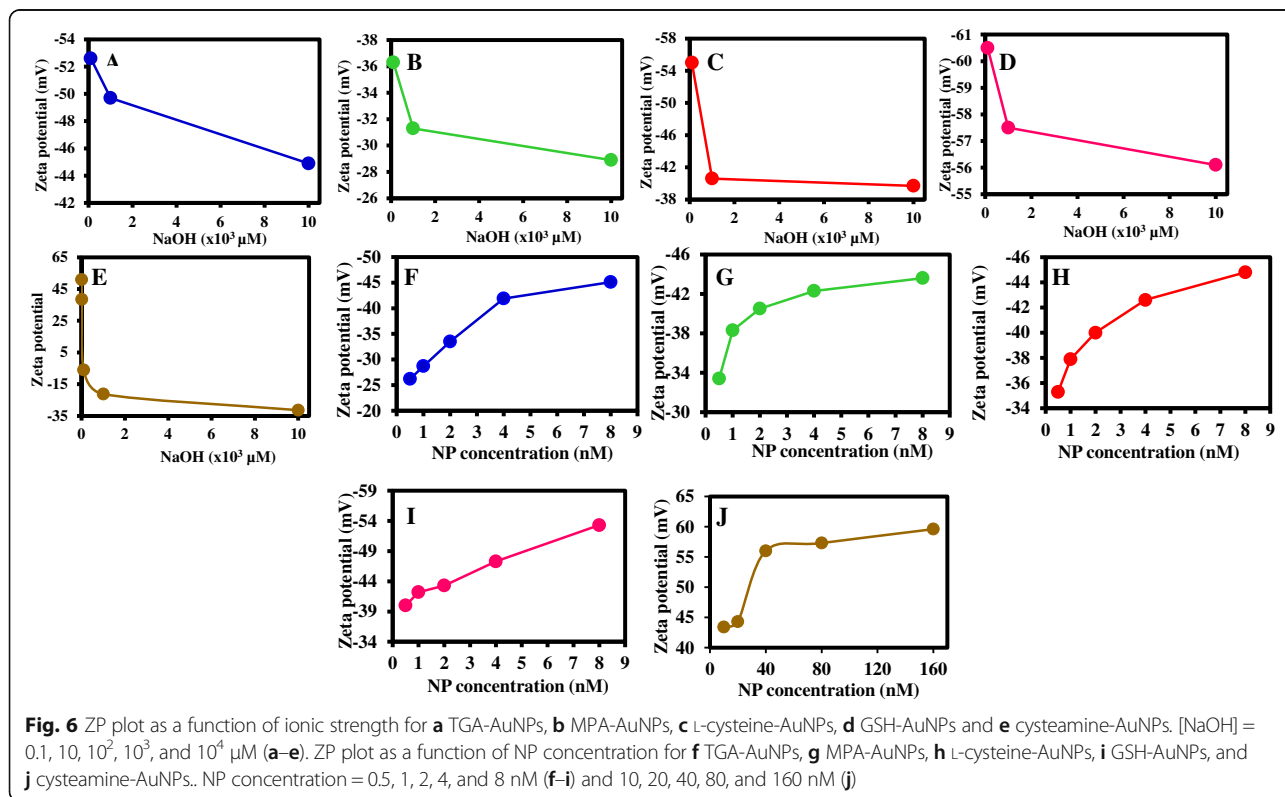 -54
-52
-50
-48
-46
-44
-42
Zeta potential (mV)
A
0 2 4 6 8 10
NaOH (x10³ µM)
-38
-36
-34
-32
-30
-28
-26
Zeta potential (mV)
B
0 2 4 6 8 10
NaOH (x10³ µM)
-58
-54
-50
-46
-42
-38
Zeta potential (mV)
C
0 2 4 6 8 10
NaOH (x10³ µM)
-61
-60
-59
-58
-57
-56
-55
Zeta potential (mV)
D
0 2 4 6 8 10
NaOH (x10³ µM)
65
45
25
5
-15
-35
Zeta potential
E
0 2 4 6 8 10
NaOH (x10³ µM)
-50
-45
-40
-35
-30
-25
-20
Zeta potential (mV)
F
0 1 2 3 4 5 6 7 8 9
NP concentration (nM)
-46
-42
-38
-34
-30
Zeta potential (mV)
G
0 1 2 3 4 5 6 7 8 9
NP concentration (nM)
-46
-44
-42
-40
-38
-36
-34
Zeta potential (mV)
H
0 1 2 3 4 5 6 7 8 9
NP concentration (nM)
-59
-54
-49
-44
-39
-34
Zeta potential (mV)
I
0 1 2 3 4 5 6 7 8 9
NP concentration (nM)
65
60
55
50
45
40
Zeta potential (mV)
J
0 40 80 120 160
NP concentration (nM)
Fig. 6 ZP plot as a function of ionic strength for a TGA-AuNPs, b MPA-AuNPs, c L-cysteine-AuNPs, d GSH-AuNPs and e cysteamine-AuNPs. [NaOH] =
0.1, 10, 10², 10³, and 10⁴ µM (a–e). ZP plot as a function of NP concentration for f TGA-AuNPs, g MPA-AuNPs, h L-cysteine-AuNPs, i GSH-AuNPs, and
j cysteamine-AuNPs.. NP concentration = 0.5, 1, 2, 4, and 8 nM (f–i) and 10, 20, 40, 80, and 160 nM (j)